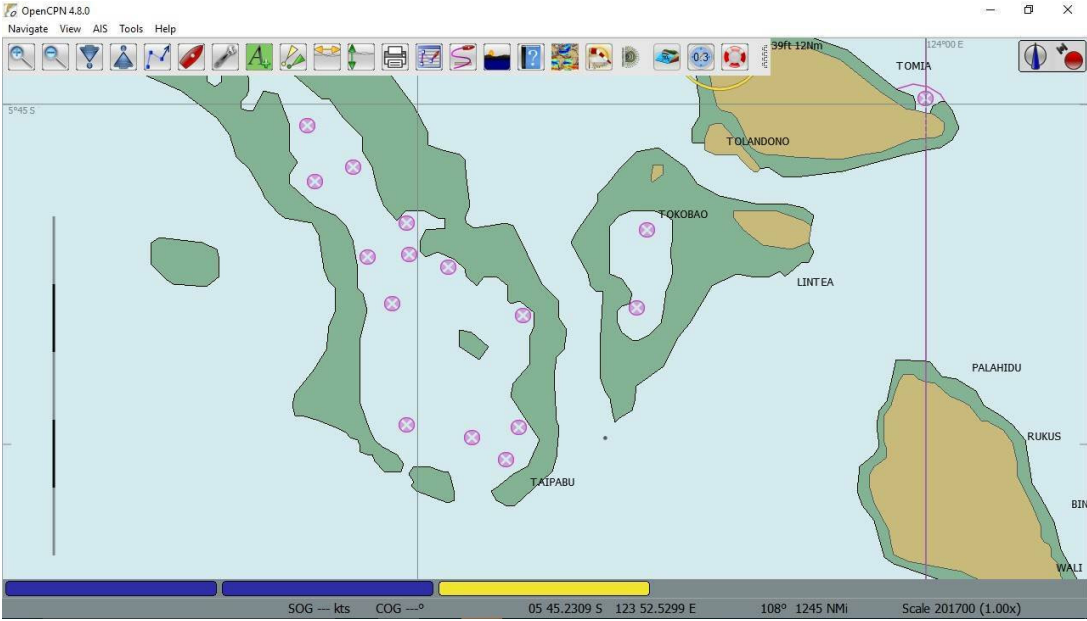 OpenCPN 4.8.0
Navigate View AIS Tools Help
39ft 12Nm
124°00 E
TOMIA
5°45 S
TOLANDONO
TOKOBAO
LINTEA
PALAHIDU
RUKUS
TAIPABU
BIN
WALI
SOG --- kts COG ---° 05 45.2309 S 123 52.5299 E 108° 1245 NMi Scale 201700 (1.00x)